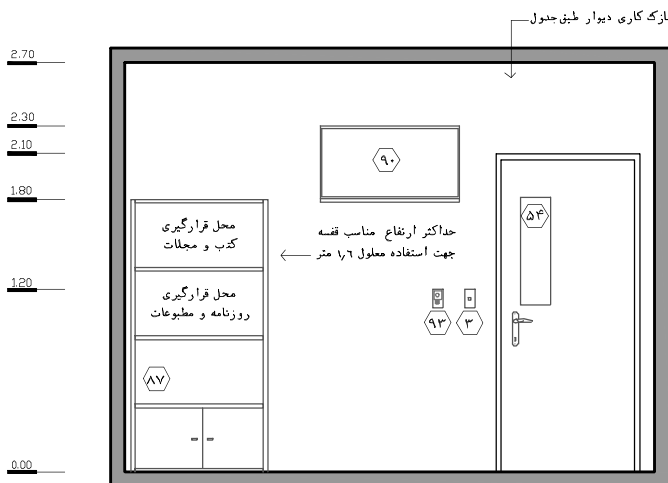 نازک کاری دیوار طبق جدول
2.70
2.30
2.10
1.80
1.20
0.00
۹۰
۵۴
محل قرارگیری
کتب و مجلات
حداکثر ارتفاع مناسب قفسه
جهت استفاده معلول ۱٫٦ متر
محل قرارگیری
روزنامه و مطبوعات
۹۳
۳
۸۷